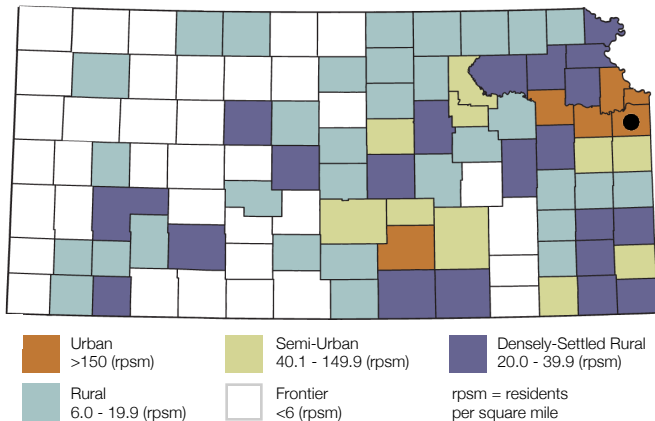 Urban
>150 (rpsm)
Semi-Urban
40.1 - 149.9 (rpsm)
Densely-Settled Rural
20.0 - 39.9 (rpsm)
Rural
6.0 - 19.9 (rpsm)
Frontier
<6 (rpsm)
rpsm = residents
per square mile